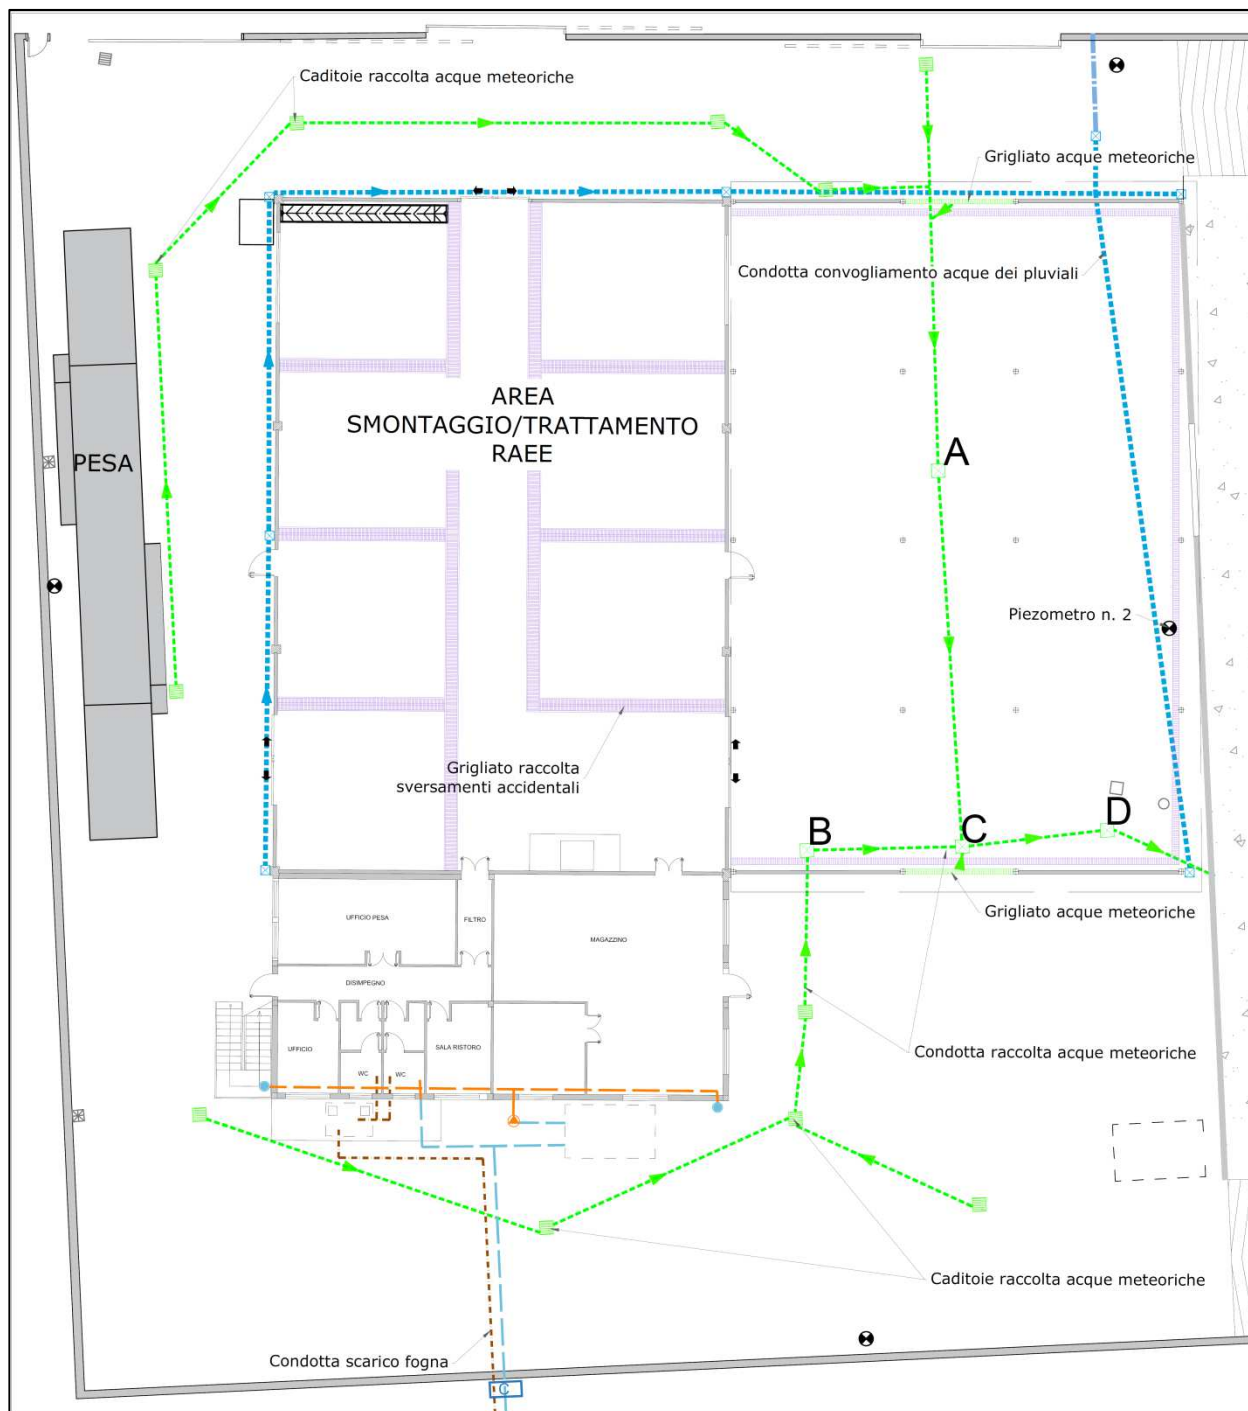 Caditoie raccolta acque meteoriche
Grigliato acque meteoriche
Condotta convogliamento acque dei pluviali
AREA
SMONTAGGIO/TRATTAMENTO
RAEE
PESA
A
Piezometro n. 2
Grigliato raccolta
sversamenti accidentali
B
C
D
UFFICIO PESA
FILTRO
MAGAZZINO
Grigliato acque meteoriche
DISIMPEGNO
UFFICIO
WC
WC
SALA RISTORO
Condotta raccolta acque meteoriche
Caditoie raccolta acque meteoriche
Condotta scarico fogna
C